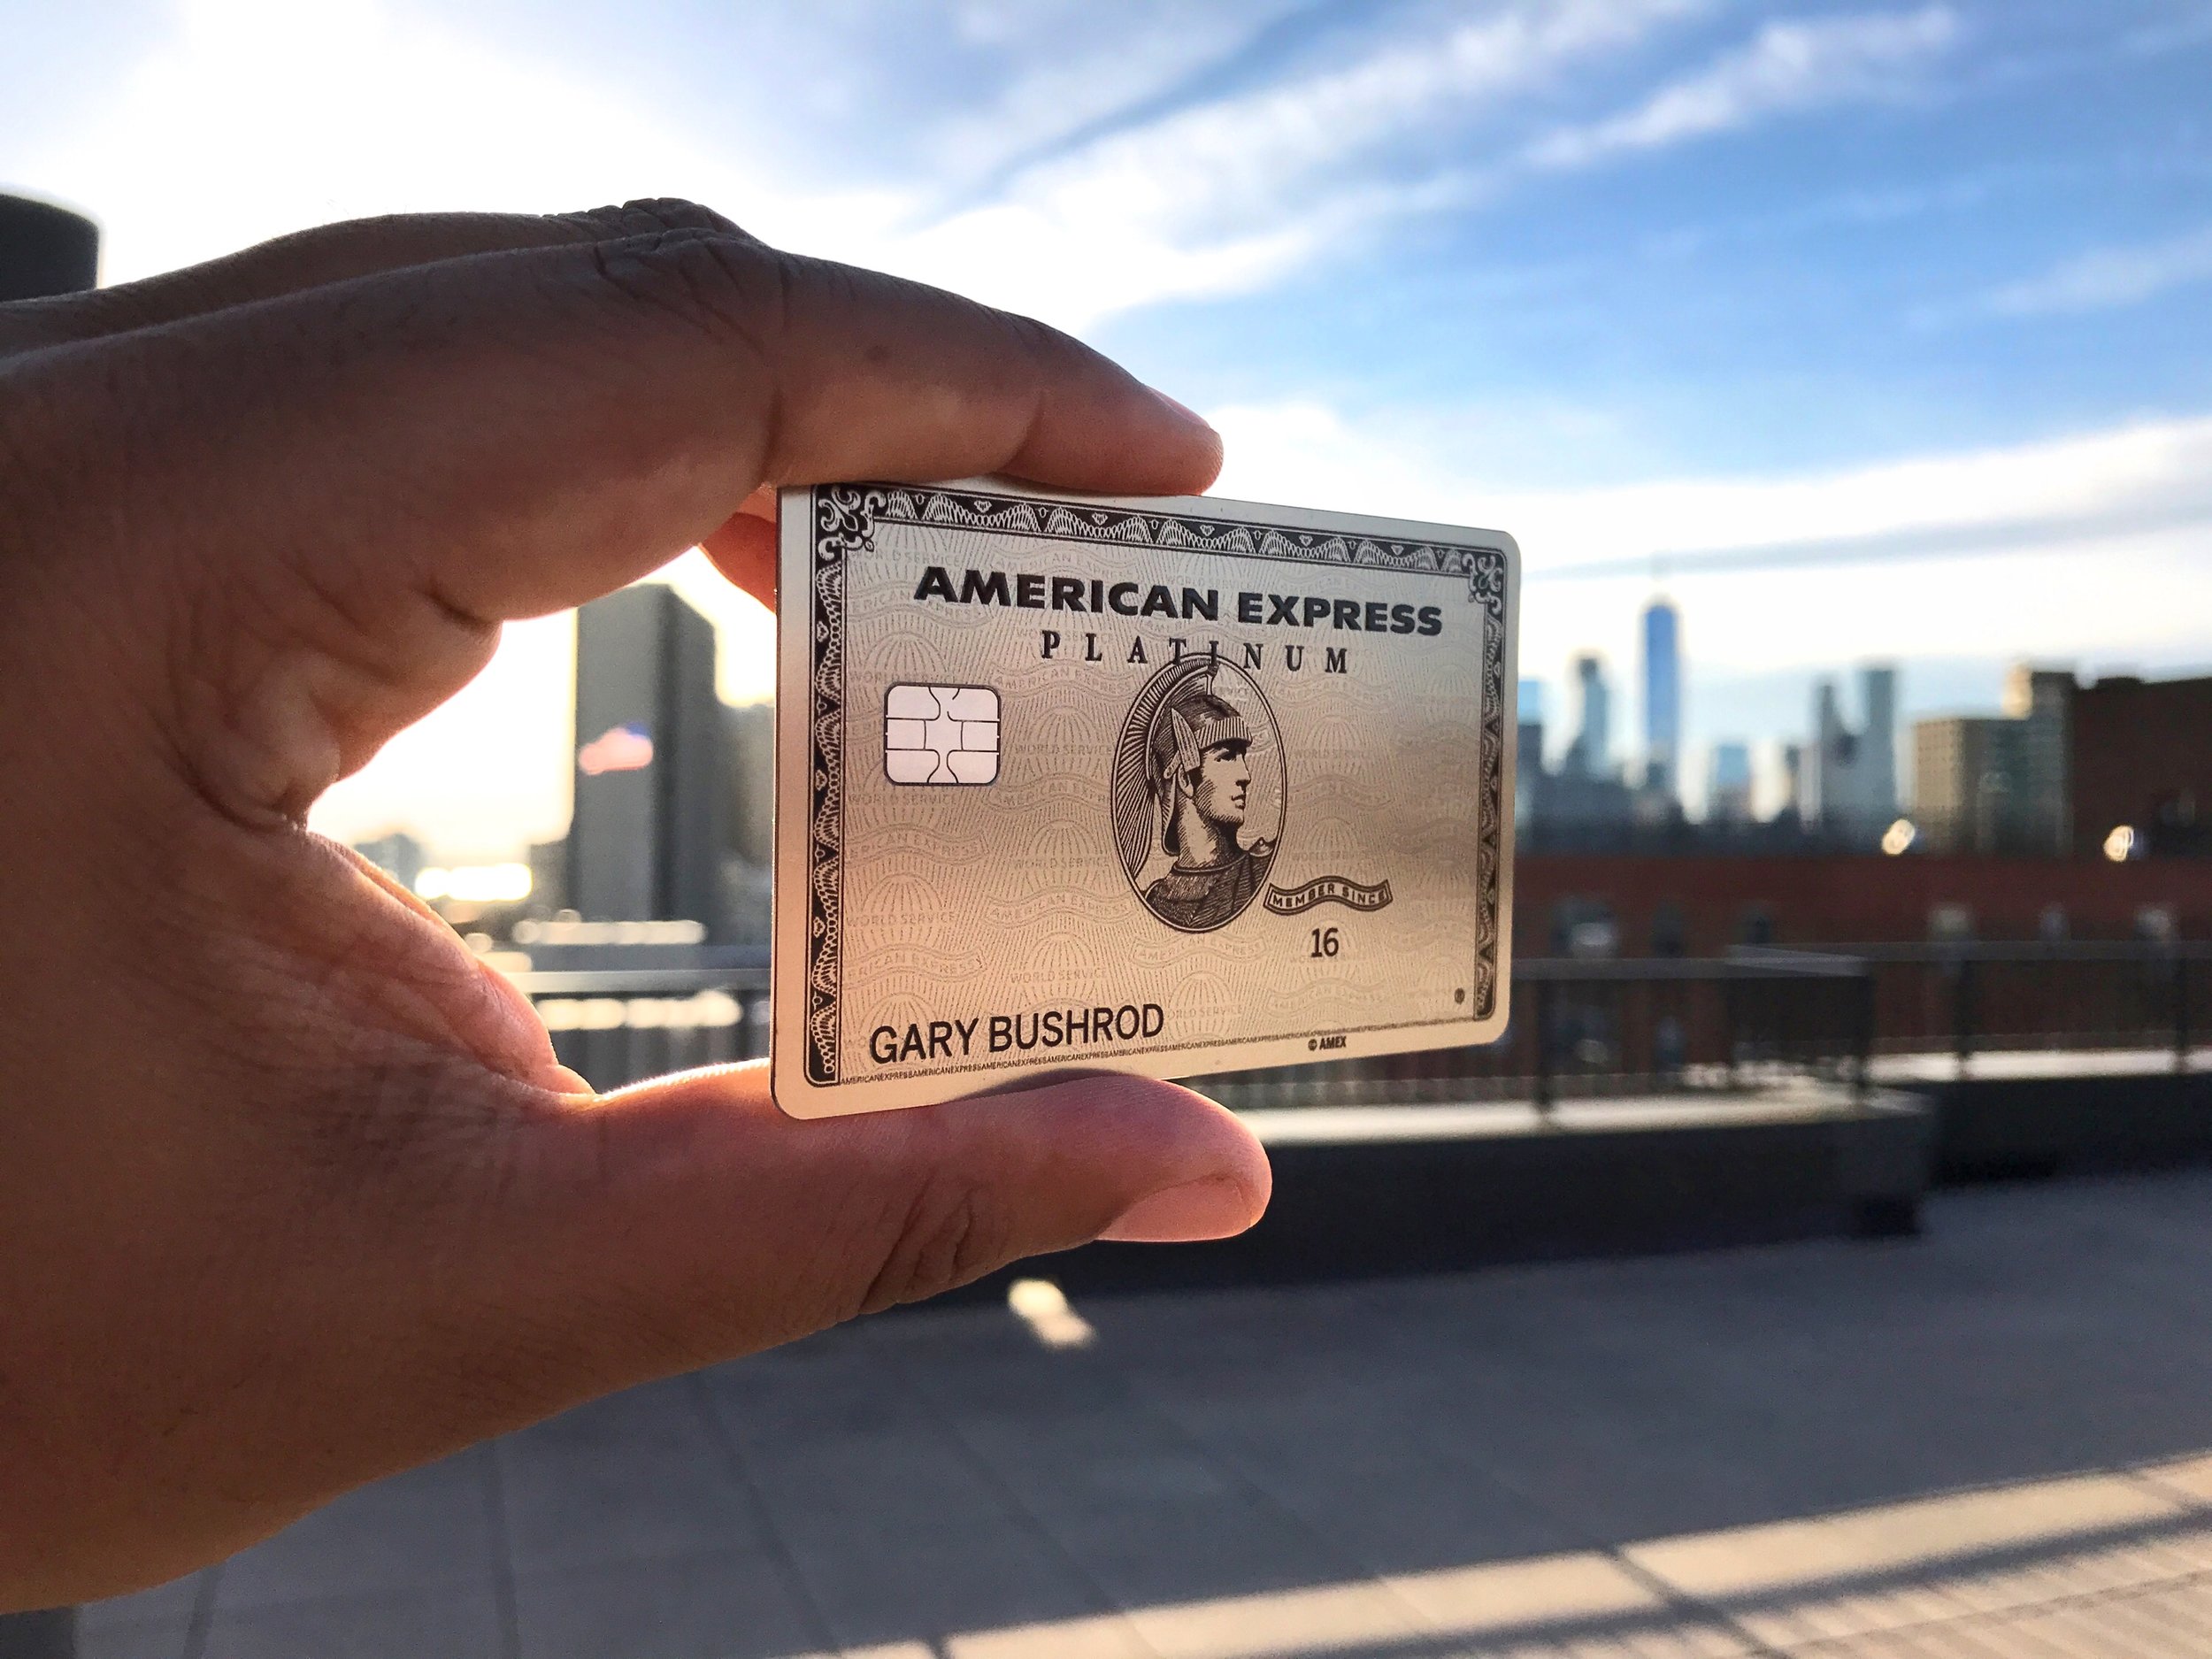 AMERICAN EXPRESS
PLATINUM
MEMBER SINCE
16
GARY BUSHROD
© AMEX